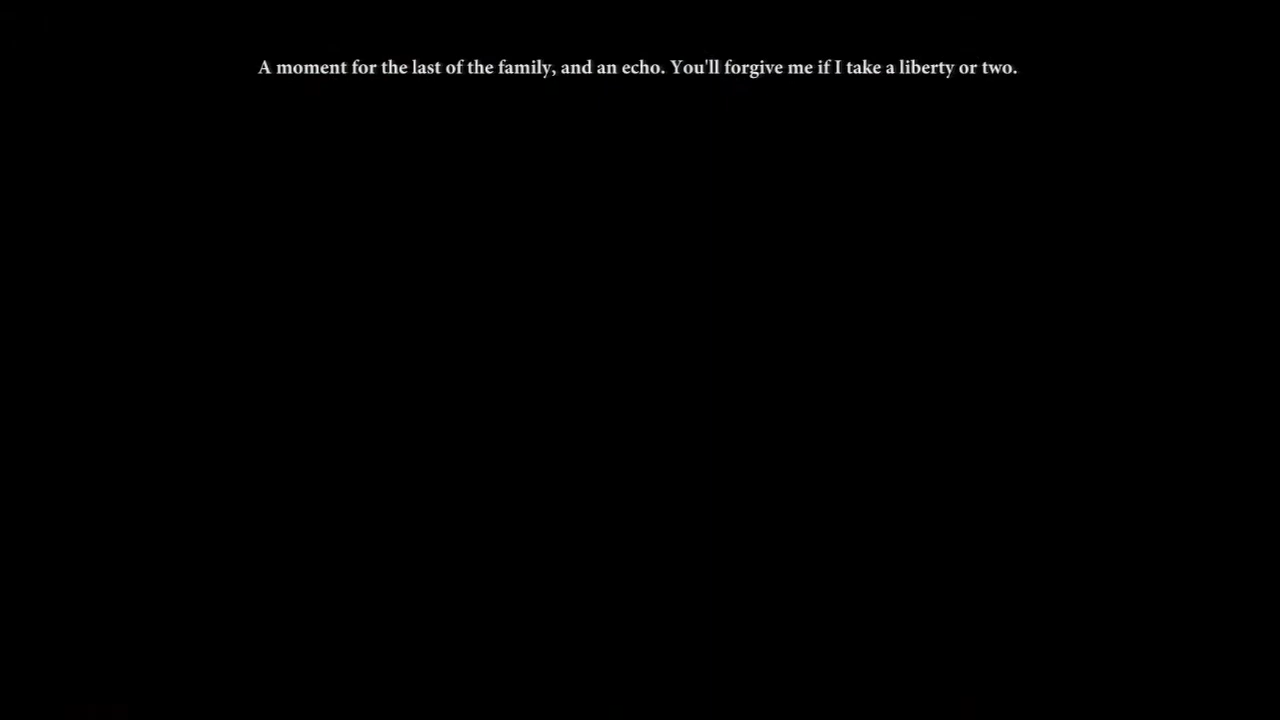 A moment for the last of the family, and an echo. You'll forgive me if I take a liberty or two.